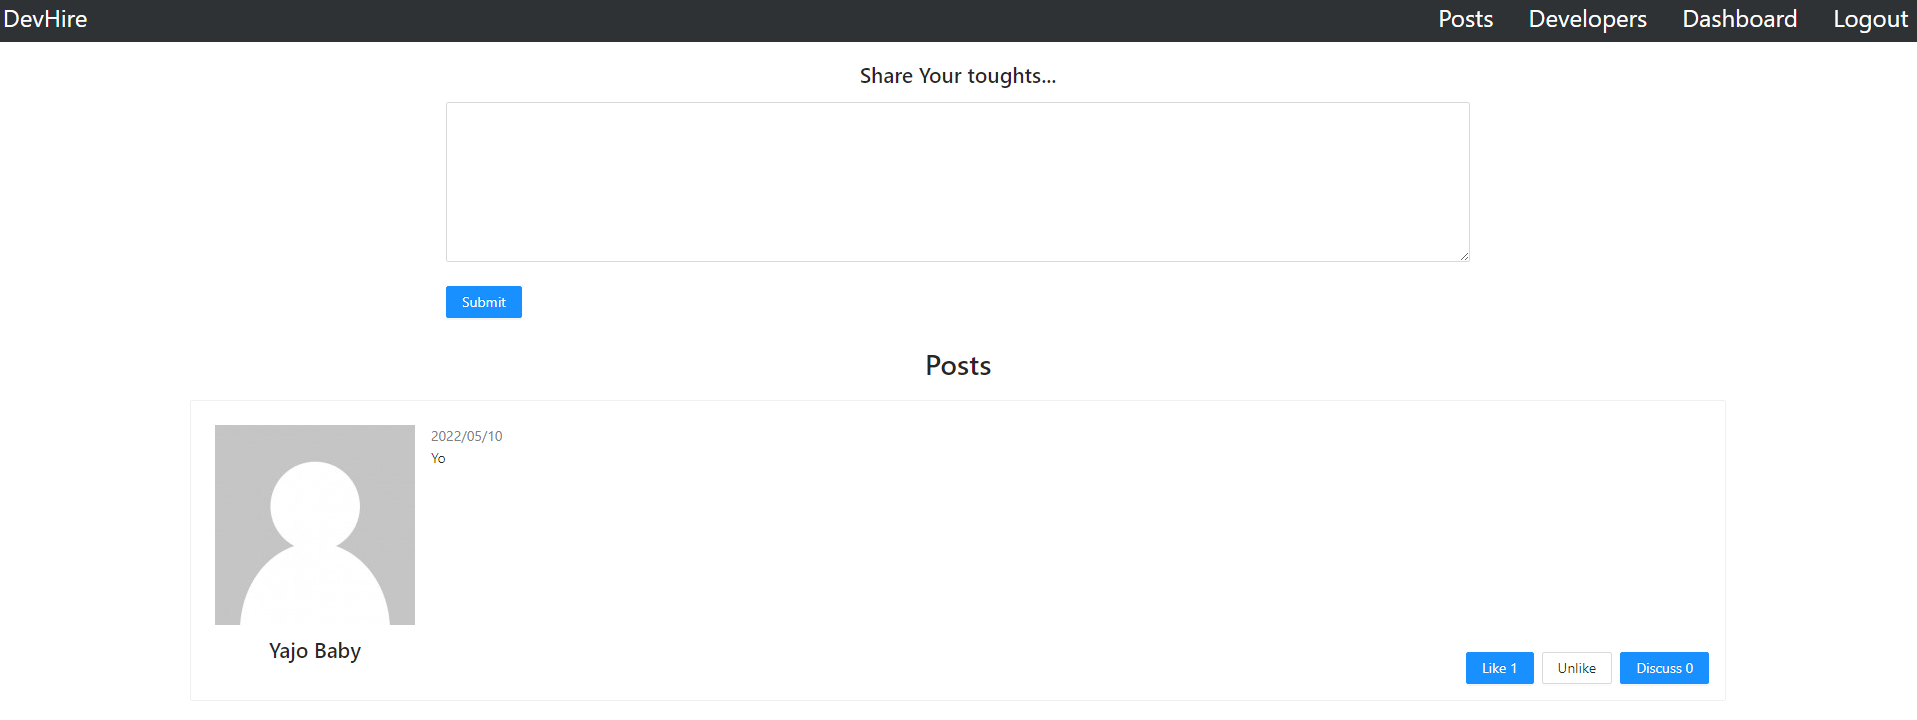 DevHire Posts Developers Dashboard Logout
Share Your toughts...
Submit
Posts
2022/05/10
Yo
Yajo Baby
Like 1 Unlike Discuss 0